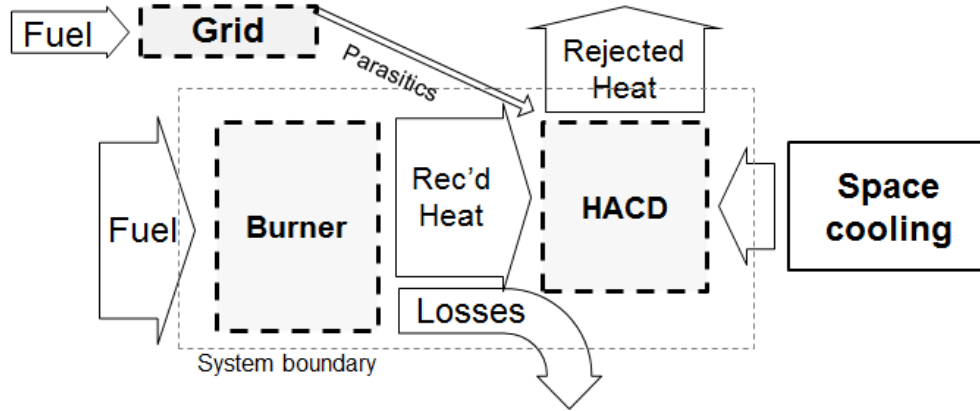 Fuel
Grid
Parasitics
Rejected
Heat
Fuel
Burner
Rec'd
Heat
HACD
Space
cooling
Losses
System boundary